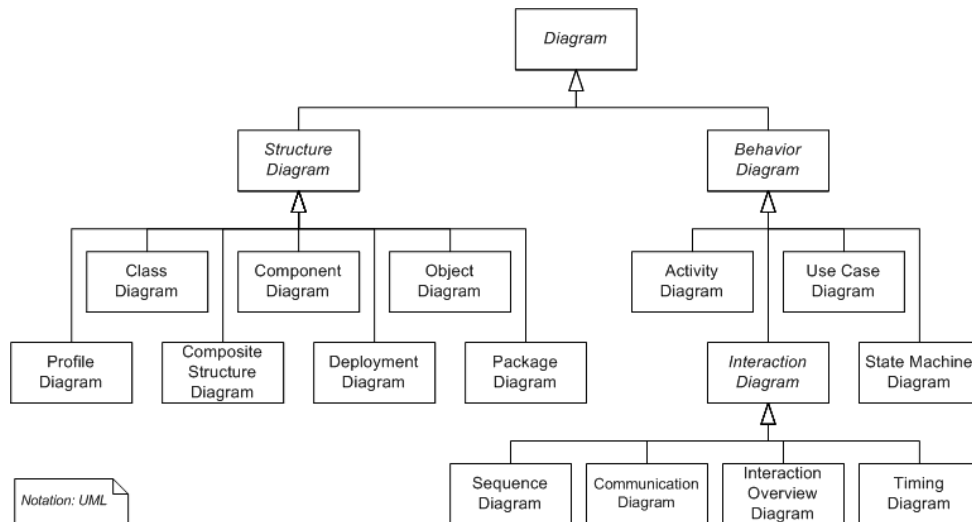 Diagram
Structure
Diagram
Behavior
Diagram
Class
Diagram
Component
Diagram
Object
Diagram
Activity
Diagram
Use Case
Diagram
Profile
Diagram
Composite
Structure
Diagram
Deployment
Diagram
Package
Diagram
Interaction
Diagram
State Machine
Diagram
Sequence
Diagram
Communication
Diagram
Interaction
Overview
Diagram
Timing
Diagram
Notation: UML